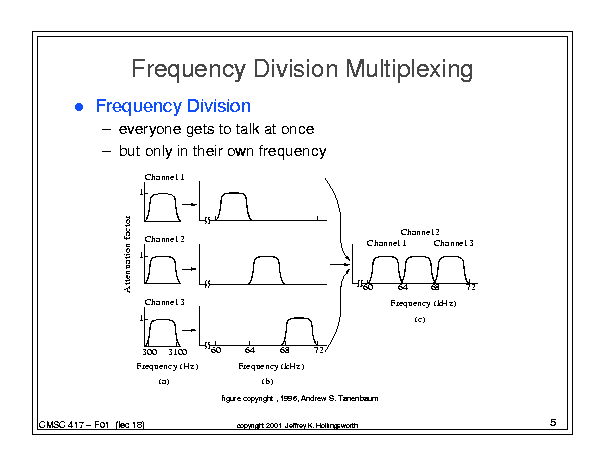 Frequency Division Multiplexing
● Frequency Division
– everyone gets to talk at once
– but only in their own frequency
Channel 1
1
Channel 2
1
Attenuation factor
Channel 3
1
300 3100
Frequency (Hz)
(a)
60 64 68 72
Frequency (kHz)
(b)
Channel 2
Channel 1 Channel 3
60 64 68 72
Frequency (kHz)
(c)
figure copyright , 1996, Andrew S. Tanenbaum
CMSC 417 – F01 (lec 18)
copyright 2001 Jeffrey K. Hollingsworth
5